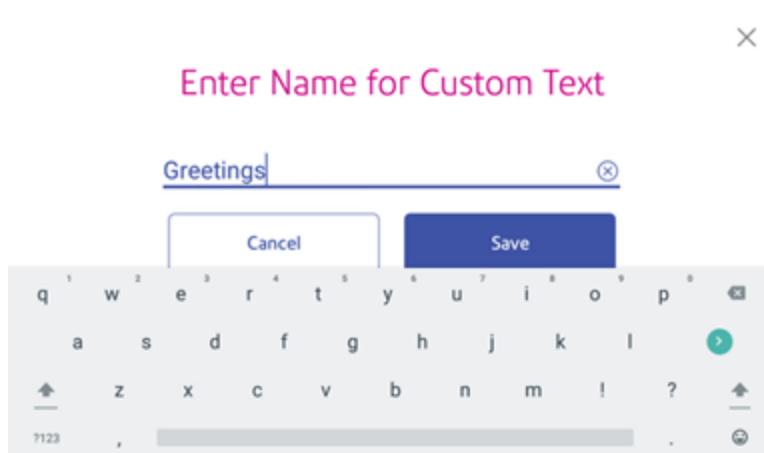 Enter Name for Custom Text
Greetings
Cancel Save
1 2 3 4 5 6 7 8 9 0
q w e r t y u i o p
a s d f g h j k l
z x c v b n m ! ?
?123 , .